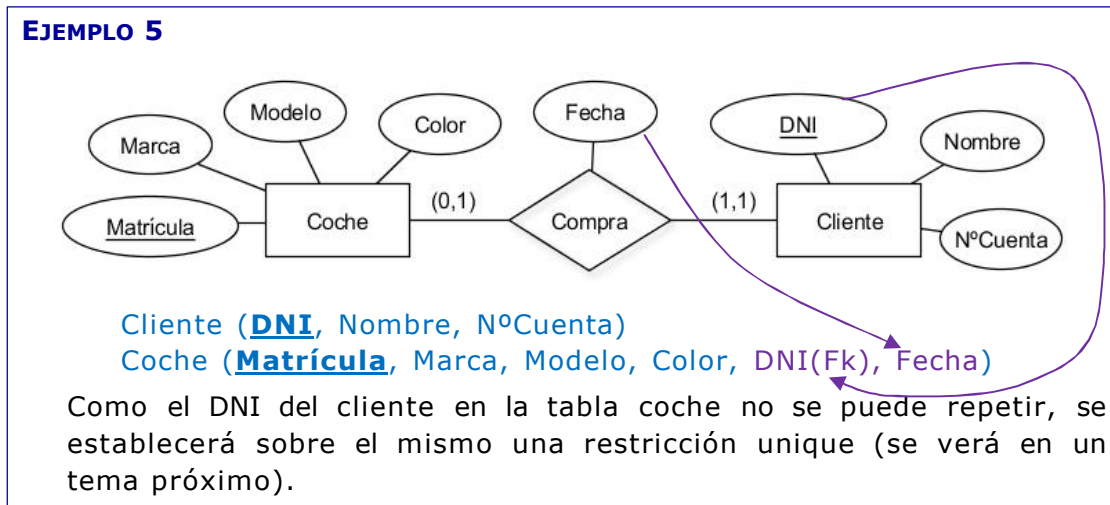 EJEMPLO 5
Modelo
Color
Fecha
DNI
Nombre
Marca
Matrícula
Coche
(0,1)
Compra
(1,1)
Cliente
NºCuenta
Cliente (DNI, Nombre, NºCuenta)
Coche (Matrícula, Marca, Modelo, Color, DNI(Fk), Fecha)
Como el DNI del cliente en la tabla coche no se puede repetir, se
establecerá sobre el mismo una restricción unique (se verá en un
tema próximo).